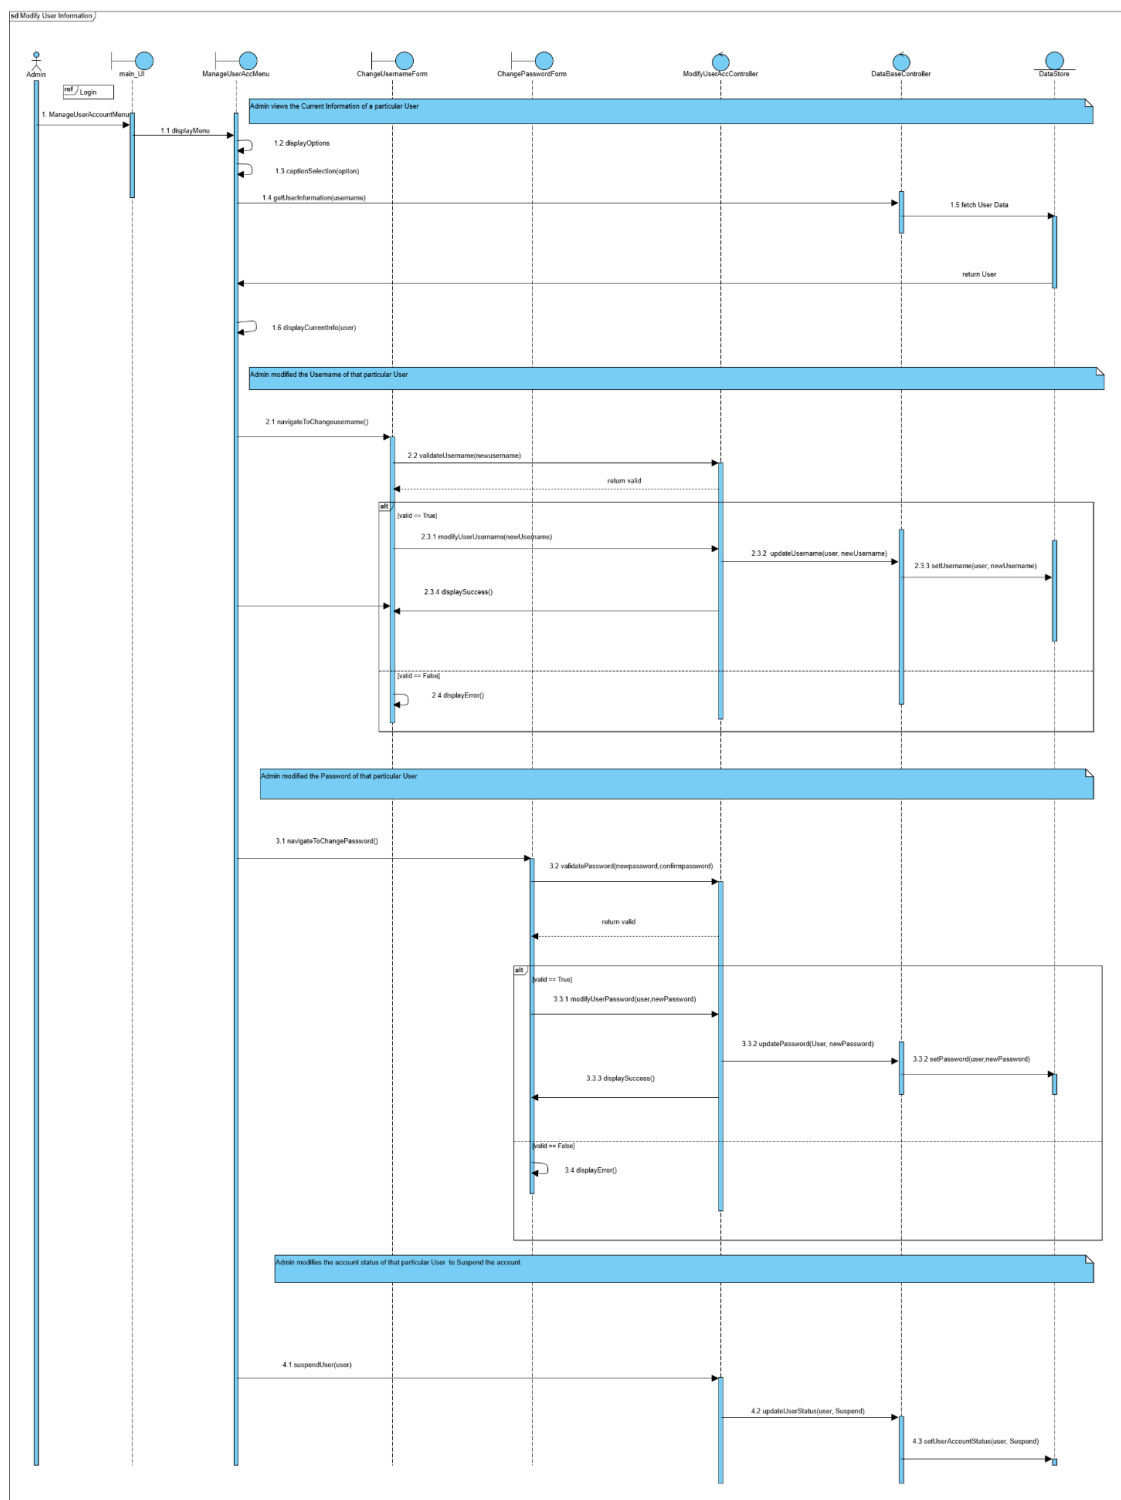 sd Modify User Information
Admin
main_UI
ManageUserAccMenu
ChangeUsernameForm
ChangePasswordForm
ModifyUserAccController
DataBaseController
DataStore
ref Login
Admin views the Current Information of a particular User
1. ManageUserAccountMenu
1.1 displayMenu
1.2 displayOptions
1.3 captionSelection(option)
1.4 getUserInformation(username)
1.5 fetch User Data
return User
1.6 displayCurrentInfo(user)
Admin modified the Username of that particular User
2.1 navigateToChangeusername()
2.2 validateUsername(newusername)
return valid
alt
[valid == True]
2.3.1 modifyUserUsername(newUsername)
2.3.2 updateUsername(user, newUsername)
2.3.3 setUsername(user, newUsername)
2.3.4 displaySuccess()
[valid == False]
2.4 displayError()
Admin modified the Password of that particular User
3.1 navigateToChangePassword()
3.2 validatePassword(newpassword,confirmpassword)
return valid
alt
[valid == True]
3.3.1 modifyUserPassword(user,newPassword)
3.3.2 updatePassword(User, newPassword)
3.3.2 setPassword(user,newPassword)
3.3.3 displaySuccess()
[valid == False]
3.4 displayError()
Admin modifies the account status of that particular User to Suspend the account
4.1 suspendUser(user)
4.2 updateUserStatus(user, Suspend)
4.3 setUserAccountStatus(user, Suspend)